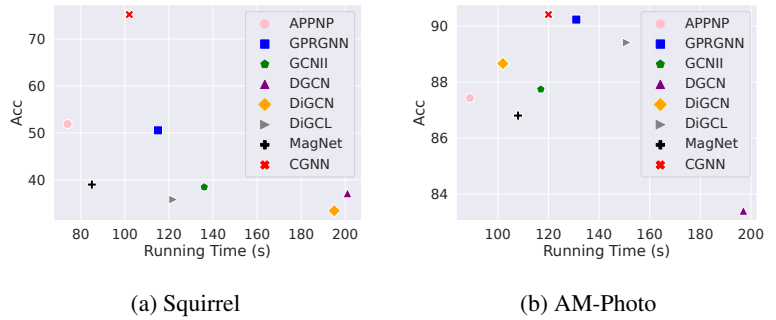 70
60
50
40
Acc
80 100 120 140 160 180 200
Running Time (s)
APPNP
GPRGNN
GCNII
DGCN
DiGCN
DiGCL
MagNet
CGNN
(a) Squirrel
90
88
86
84
Acc
100 120 140 160 180 200
Running Time (s)
APPNP
GPRGNN
GCNII
DGCN
DiGCN
DiGCL
MagNet
CGNN
(b) AM-Photo